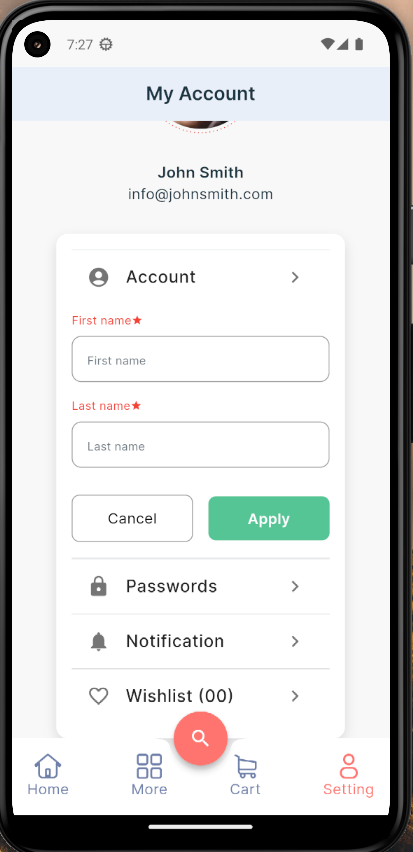 7:27
My Account
John Smith
info@johnsmith.com
Account
First name★
First name
Last name★
Last name
Cancel Apply
Passwords
Notification
Wishlist (00)
Home More Cart Setting